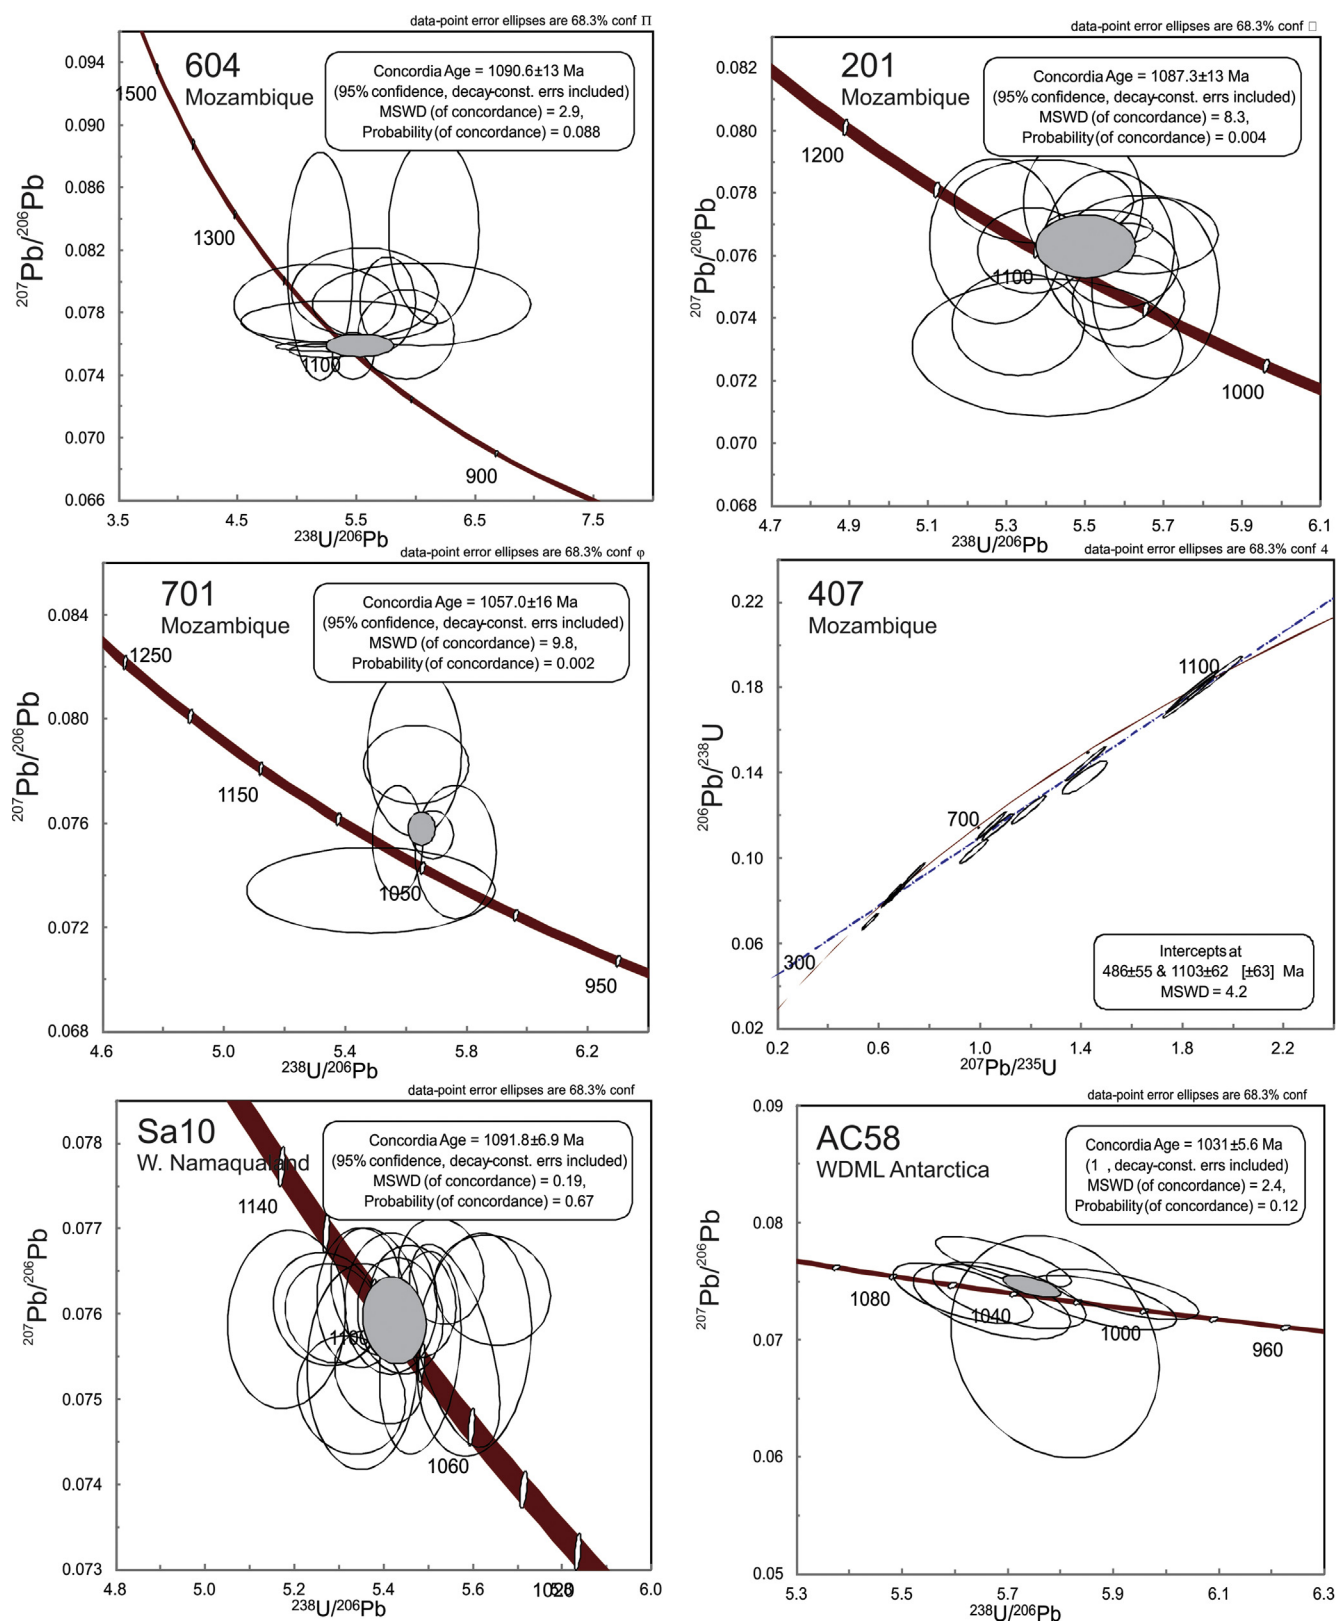 data-point error ellipses are 68.3% conf Π
604
Mozambique
Concordia Age = 1090.6±13 Ma
(95% confidence, decay-const. errs included)
MSWD (of concordance) = 2.9,
Probability (of concordance) = 0.088
0.094
0.090
0.086
0.082
0.078
0.074
0.070
0.066
1500
1300
1100
900
207Pb/206Pb
3.5 4.5 5.5 6.5 7.5
238U/206Pb
data-point error ellipses are 68.3% conf □
201
Mozambique
Concordia Age = 1087.3±13 Ma
(95% confidence, decay-const. errs included)
MSWD (of concordance) = 8.3,
Probability (of concordance) = 0.004
0.082
0.080
0.078
0.076
0.074
0.072
0.070
0.068
1200
1100
1000
207Pb/206Pb
4.7 4.9 5.1 5.3 5.5 5.7 5.9 6.1
238U/206Pb
data-point error ellipses are 68.3% conf φ
701
Mozambique
Concordia Age = 1057.0±16 Ma
(95% confidence, decay-const. errs included)
MSWD (of concordance) = 9.8,
Probability (of concordance) = 0.002
0.084
0.080
0.076
0.072
0.068
1250
1150
1050
950
207Pb/206Pb
4.6 5.0 5.4 5.8 6.2
238U/206Pb
data-point error ellipses are 68.3% conf 4
407
Mozambique
0.22
0.18
0.14
0.10
0.06
0.02
1100
700
300
Intercepts at
486±55 & 1103±62 [±63] Ma
MSWD = 4.2
206Pb/238U
0.2 0.6 1.0 1.4 1.8 2.2
207Pb/235U
data-point error ellipses are 68.3% conf
Sa10
W. Namaqualand
Concordia Age = 1091.8±6.9 Ma
(95% confidence, decay-const. errs included)
MSWD (of concordance) = 0.19,
Probability (of concordance) = 0.67
0.078
0.077
0.076
0.075
0.074
0.073
1140
1100
1060
1020
207Pb/206Pb
4.8 5.0 5.2 5.4 5.8 6.0
238U/206Pb
data-point error ellipses are 68.3% conf
AC58
WDML Antarctica
Concordia Age = 1031±5.6 Ma
(1 , decay-const. errs included)
MSWD (of concordance) = 2.4,
Probability (of concordance) = 0.12
0.09
0.08
0.07
0.06
0.05
1080
1040
1000
960
207Pb/206Pb
5.3 5.5 5.7 5.9 6.1 6.3
238U/206Pb